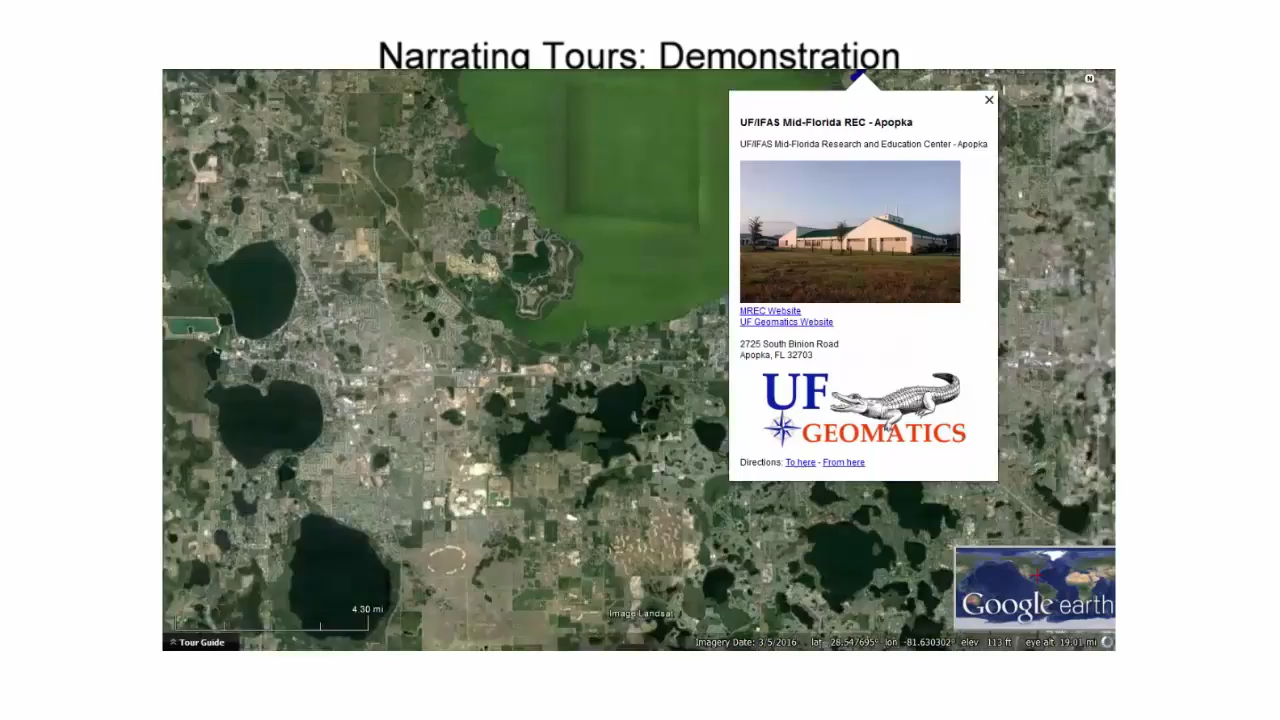 Narrating Tours: Demonstration
N
UF/IFAS Mid-Florida REC - Apopka
UF/IFAS Mid-Florida Research and Education Center - Apopka
MREC Website
UF Geomatics Website
2725 South Binion Road
Apopka, FL 32703
UF
GEOMATICS
Directions: To here - From here
4.30 mi
Image Landsat
Google earth
Tour Guide
Imagery Date: 3/5/2016 lat 28.547695° lon -81.630302° elev 113 ft eye alt 19.01 mi